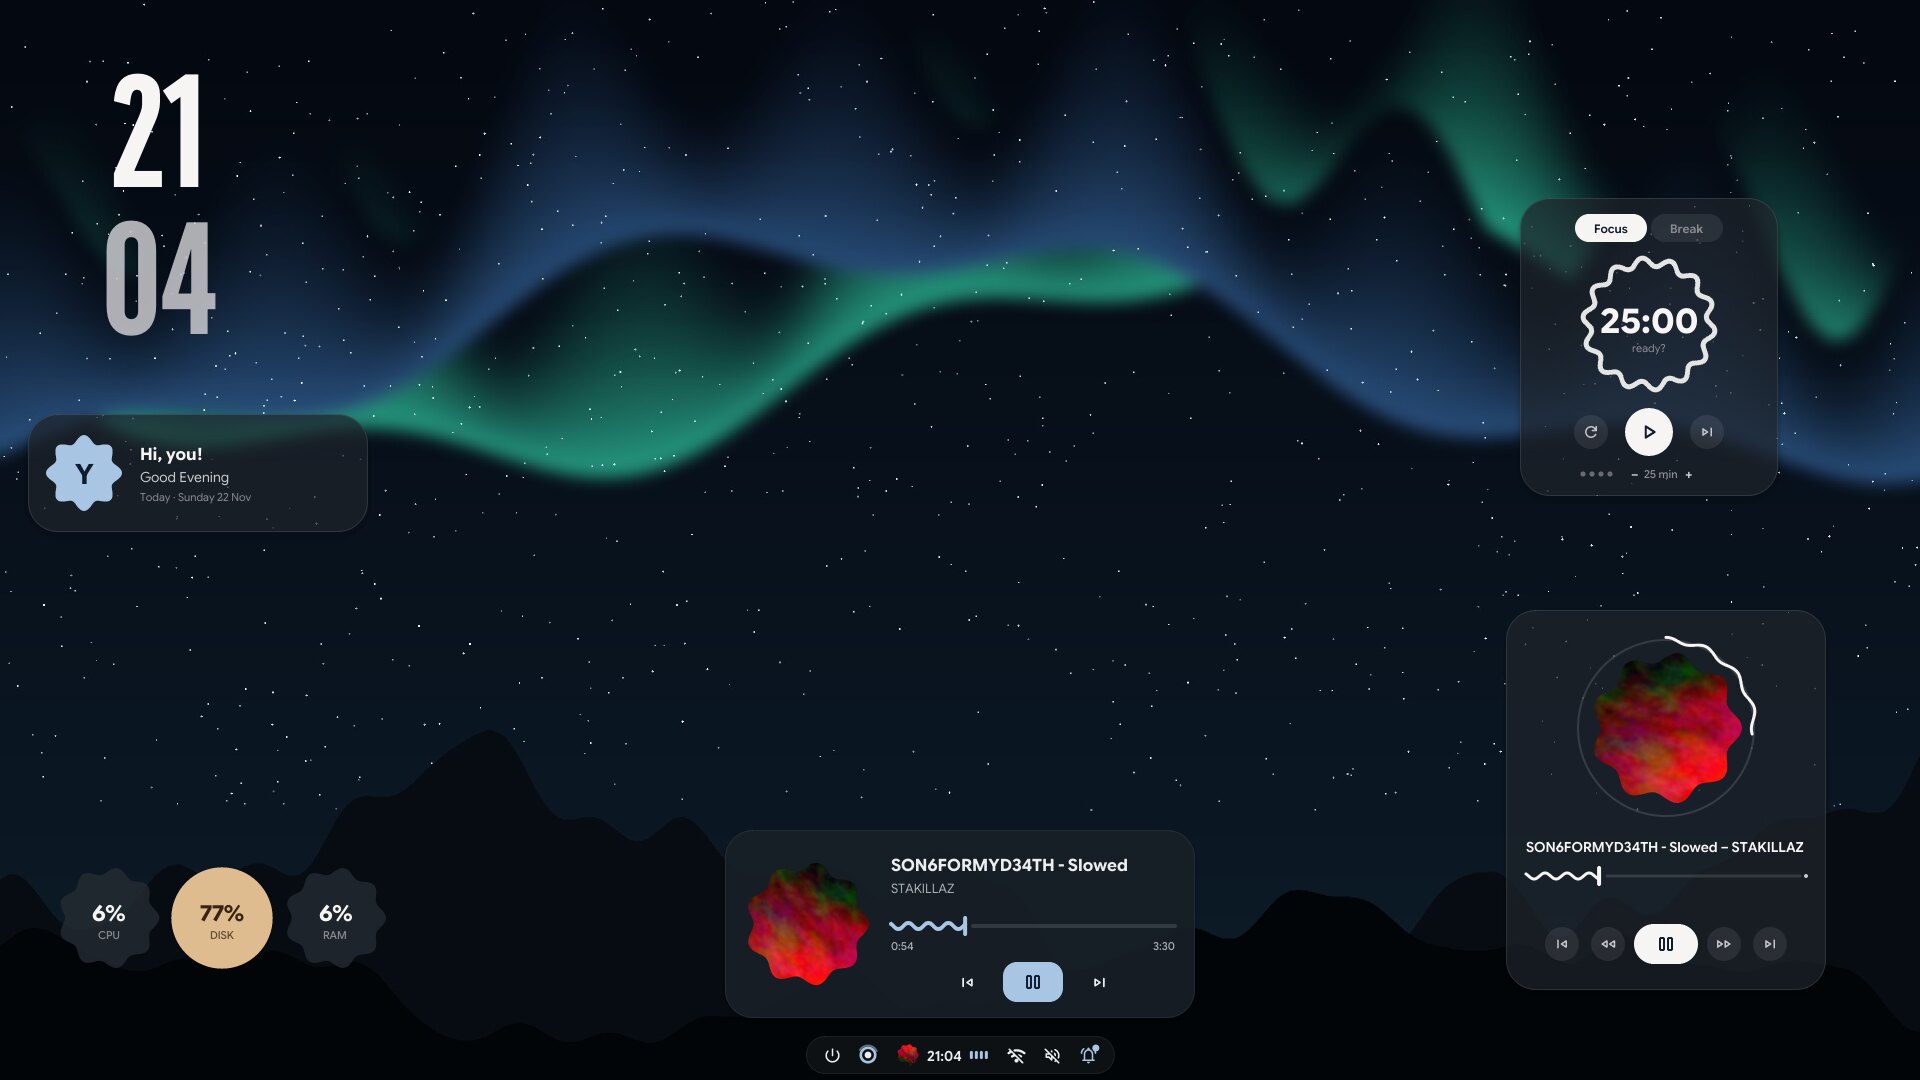 21
04
Focus
Break
25:00
ready?
− 25 min +
Y
Hi, you!
Good Evening
Today · Sunday 22 Nov
SON6FORMYD34TH - Slowed – STAKILLAZ
SON6FORMYD34TH - Slowed
STAKILLAZ
0:54
3:30
6%
CPU
77%
DISK
6%
RAM
21:04